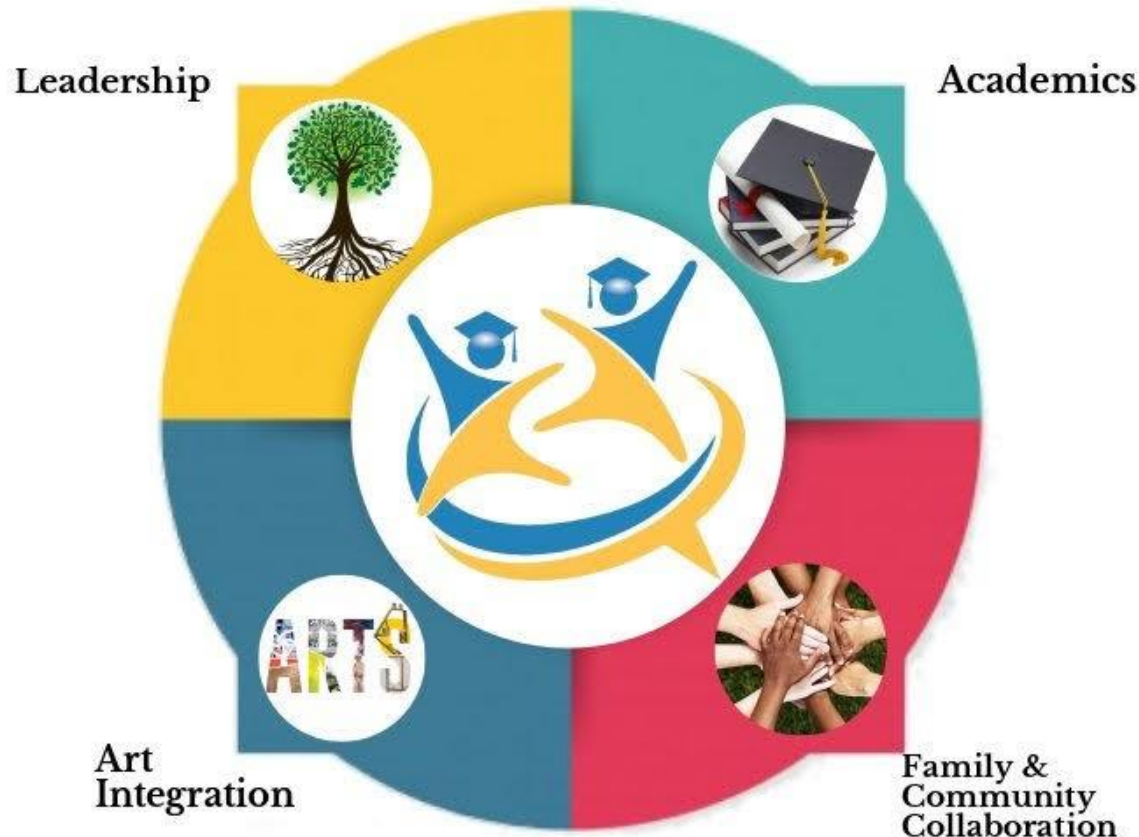 Leadership
Academics
ARTS
Art
Integration
Family &
Community
Collaboration